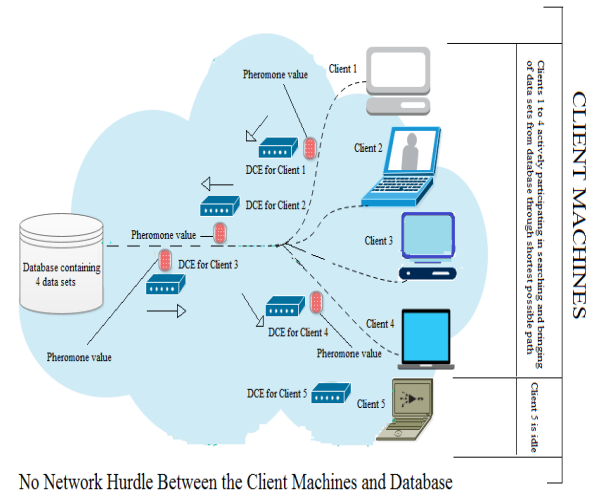 Pheromone value
Client 1
DCE for Client 1
Client 2
DCE for Client 2
Pheromone value
Client 3
DCE for Client 3
Database containing
4 data sets
DCE for Client 4
Client 4
Pheromone value
Pheromone value
DCE for Client 5
Client 5
Clients 1 to 4 actively participating in searching and bringing
of data sets from database through shortest possible path
Client 5 is idle
CLIENT MACHINES
No Network Hurdle Between the Client Machines and Database